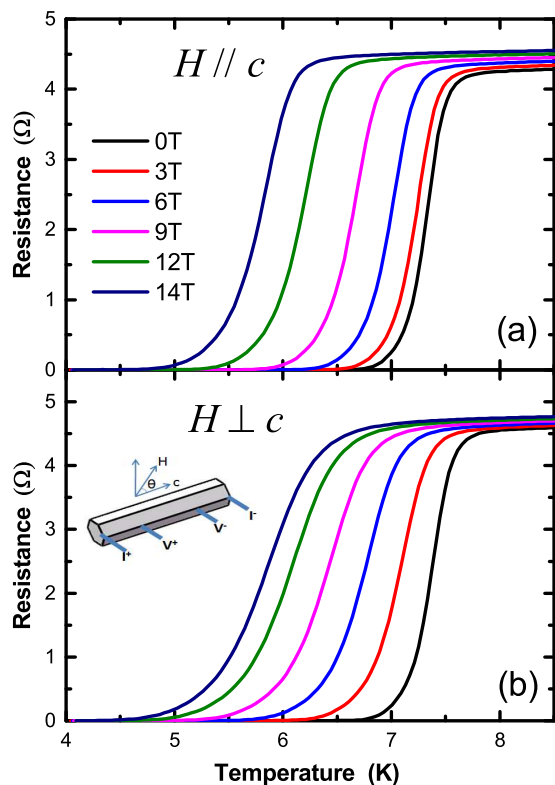 5
4
3
2
1
0
Resistance (Ω)
H // c
0T
3T
6T
9T
12T
14T
(a)
5
4
3
2
1
0
Resistance (Ω)
H ⊥ c
H
θ
c
I⁺
V⁺
V⁻
I⁻
(b)
4 5 6 7 8
Temperature (K)